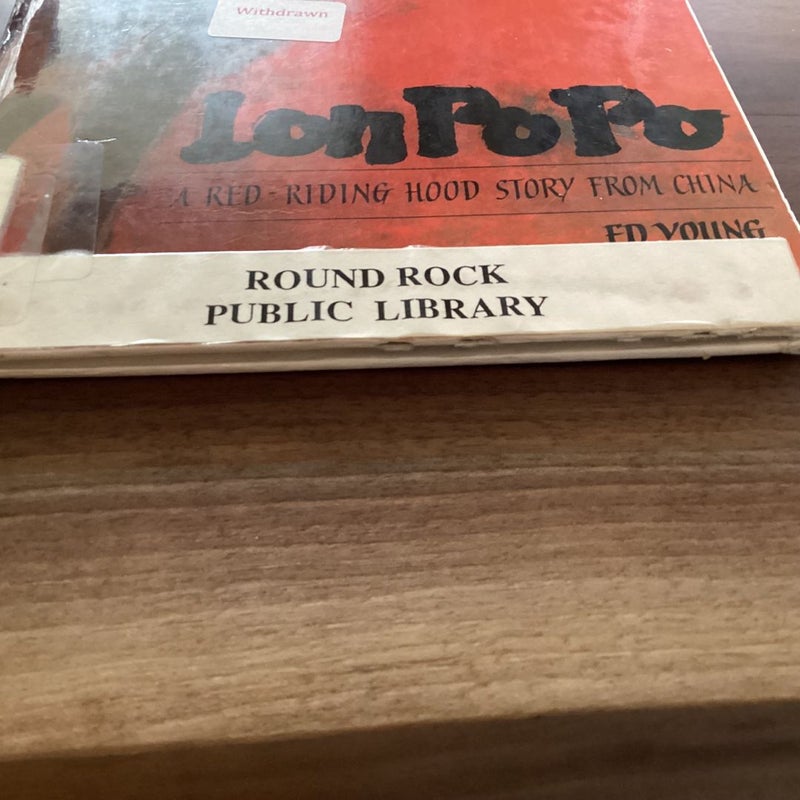 Withdrawn
Lon Po Po
A RED-RIDING HOOD STORY FROM CHINA
ED YOUNG
ROUND ROCK
PUBLIC LIBRARY